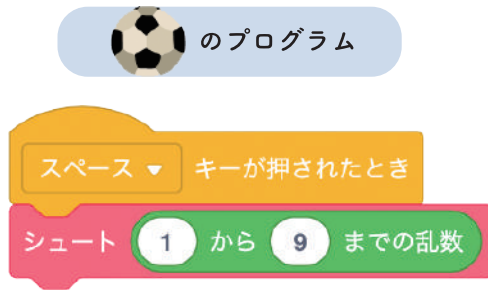 のプログラム
スペース キーが押されたとき
シュート 1 から 9 までの乱数